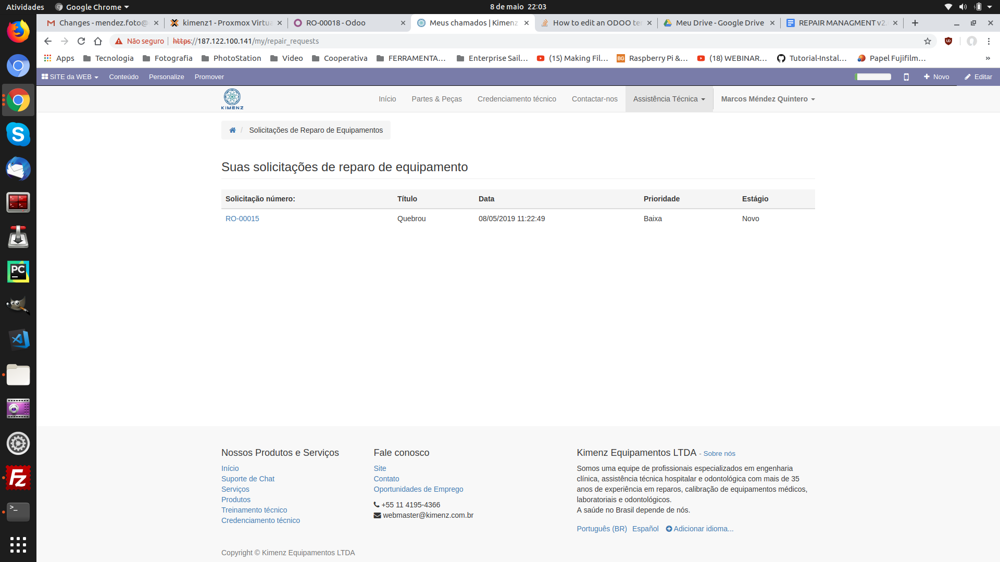 Atividades
Google Chrome
8 de maio 22:03
Changes - mendez.foto@
kimenz1 - Proxmox Virtua
RO-00018 - Odoo
Meus chamados | Kimenz
How to edit an ODOO te
Meu Drive - Google Drive
REPAIR MANAGMENT v2.
Não seguro
https://187.122.100.141/my/repair_requests
Apps
Tecnologia
Fotografia
PhotoStation
Video
Cooperativa
FERRAMENTA…
Enterprise Sail…
(15) Making Fil…
BG
Raspberry Pi &…
(18) WEBINAR…
Tutorial-Instal…
Papel Fujifilm…
»
SITE da WEB
Conteúdo
Personalize
Promover
Novo
Editar
KIMENZ
Início
Partes & Peças
Credenciamento técnico
Contactar-nos
Assistência Técnica
Marcos Méndez Quintero
/ Solicitações de Reparo de Equipamentos
Suas solicitações de reparo de equipamento
Solicitação número: Título Data Prioridade Estágio
RO-00015 Quebrou 08/05/2019 11:22:49 Baixa Novo
Nossos Produtos e Serviços
Início
Suporte de Chat
Serviços
Produtos
Treinamento técnico
Credenciamento técnico
Fale conosco
Site
Contato
Oportunidades de Emprego
+55 11 4195-4366
webmaster@kimenz.com.br
Kimenz Equipamentos LTDA - Sobre nós
Somos uma equipe de profissionais especializados em engenharia
clínica, assistência técnica hospitalar e odontológica com mais de 35
anos de experiência em reparos, calibração de equipamentos médicos,
laboratoriais e odontológicos.
A saúde no Brasil depende de nós.
Português (BR) Español Adicionar idioma...
Copyright © Kimenz Equipamentos LTDA
S
PC
Fz
>_